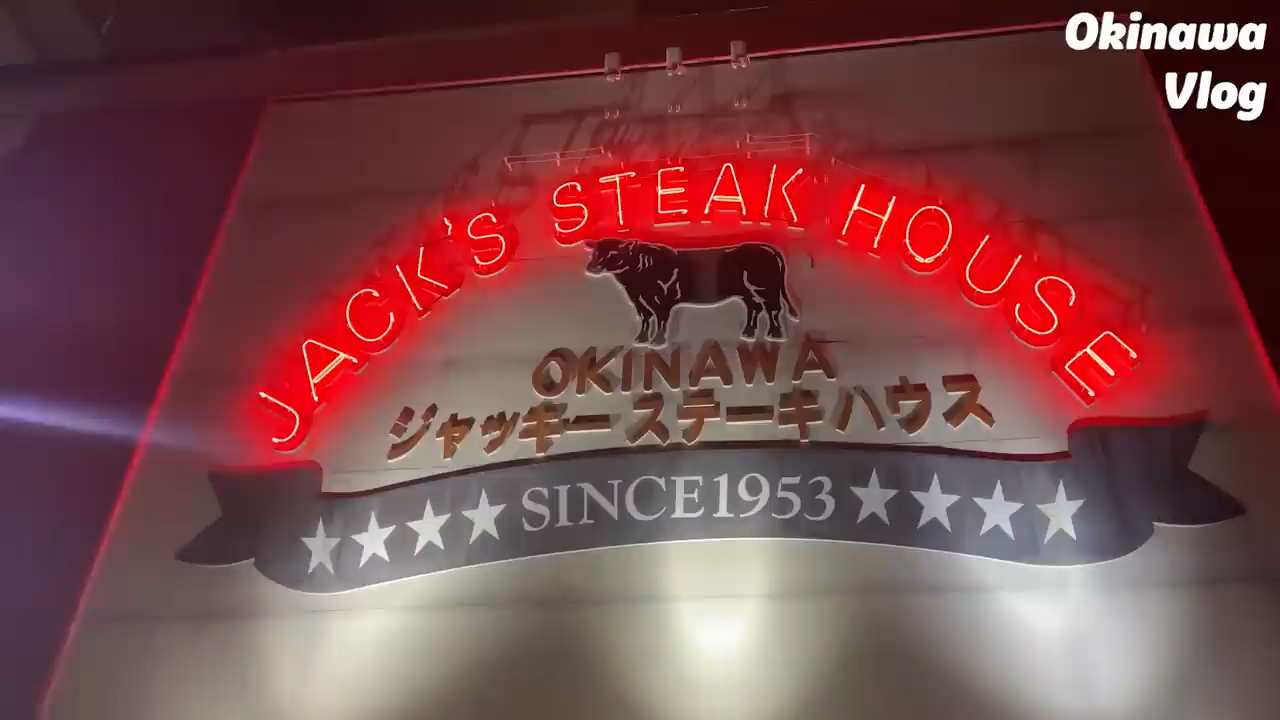 Okinawa
Vlog
JACK'S STEAK HOUSE
OKINAWA
ジャッキーステーキハウス
★★★★SINCE1953★★★★